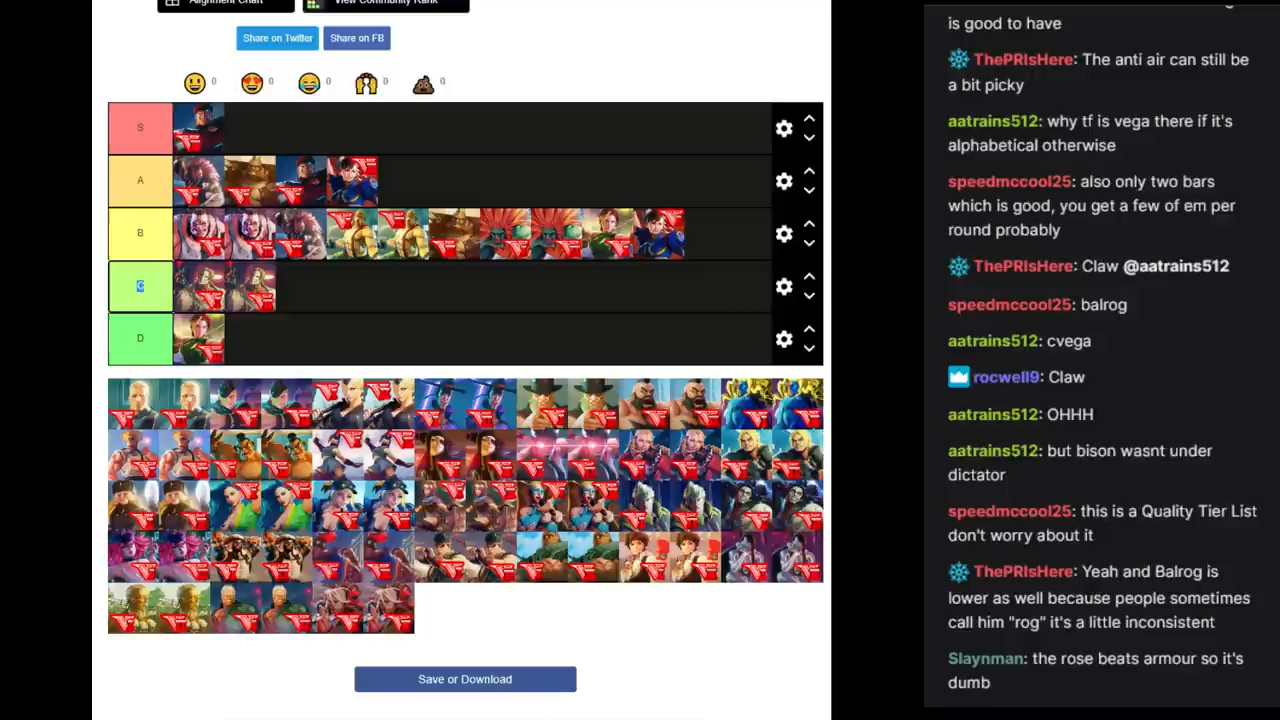 Alignment Chart
View Community Rank
Share on Twitter
Share on FB
0
0
0
0
0
S
A
B
C
D
Save or Download
is good to have
ThePRIsHere: The anti air can still be
a bit picky
aatrains512: why tf is vega there if it's
alphabetical otherwise
speedmccool25: also only two bars
which is good, you get a few of em per
round probably
ThePRIsHere: Claw @aatrains512
speedmccool25: balrog
aatrains512: cvega
rocwell9: Claw
aatrains512: OHHH
aatrains512: but bison wasnt under
dictator
speedmccool25: this is a Quality Tier List
don't worry about it
ThePRIsHere: Yeah and Balrog is
lower as well because people sometimes
call him "rog" it's a little inconsistent
Slaynman: the rose beats armour so it's
dumb